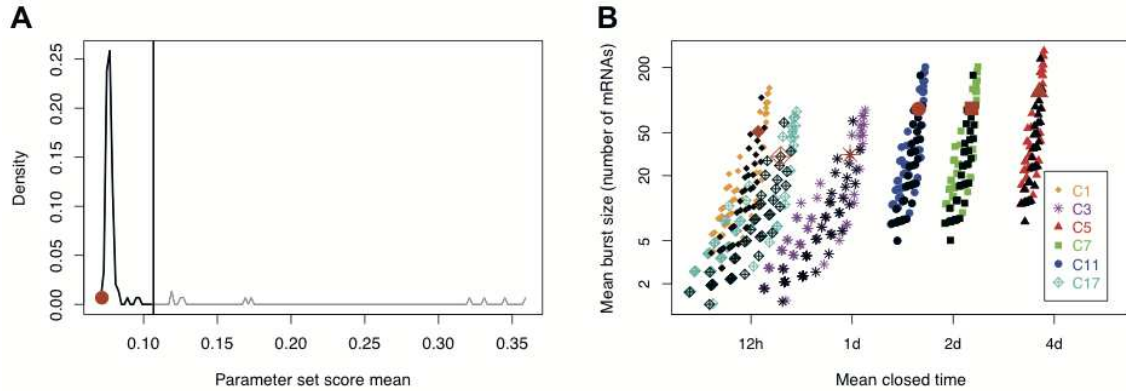 A
Density
0.25
0.20
0.15
0.10
0.05
0.00
0.10
0.15
0.20
0.25
0.30
0.35
Parameter set score mean
B
Mean burst size (number of mRNAs)
200
50
20
5
2
C1
C3
C5
C7
C11
C17
12h
1d
2d
4d
Mean closed time